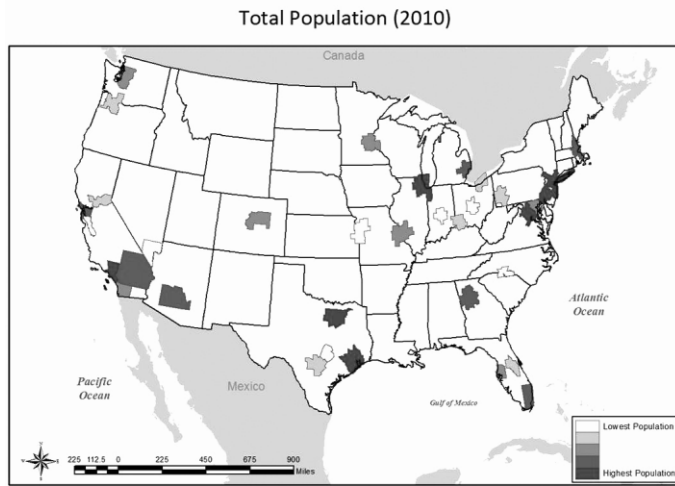 Total Population (2010)
Canada
Atlantic
Ocean
Pacific
Ocean
Mexico
Gulf of Mexico
Lowest Population
Highest Population
225 112.5 0 225 450 675 900
Miles